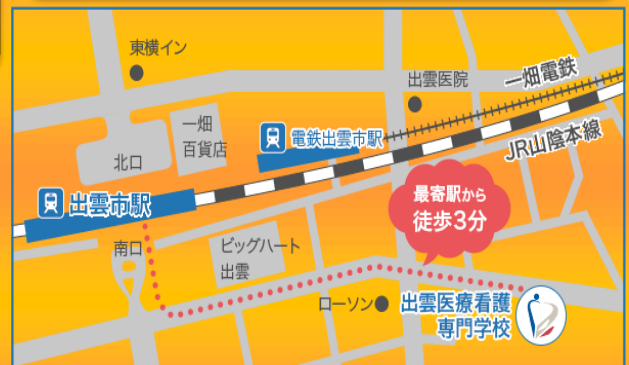 東横イン
出雲医院
一畑電鉄
一畑
百貨店
電鉄出雲市駅
JR山陰本線
北口
最寄駅から
徒歩3分
出雲市駅
南口
ビッグハート
出雲
ローソン
出雲医療看護
専門学校